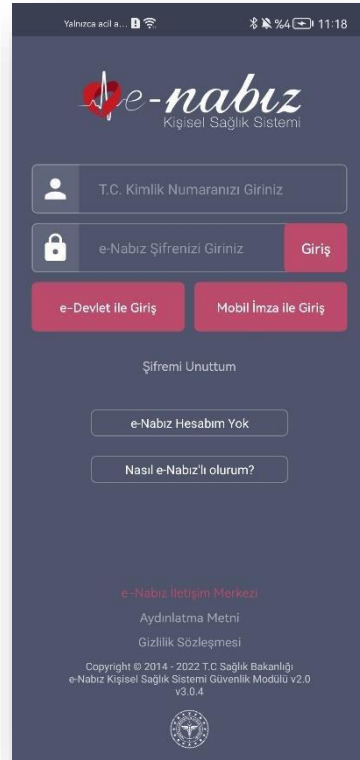 Yalnızca acil a... %4 11:18
e-nabız
Kişisel Sağlık Sistemi
T.C. Kimlik Numaranızı Giriniz
e-Nabız Şifrenizi Giriniz Giriş
e-Devlet ile Giriş Mobil İmza ile Giriş
Şifremi Unuttum
e-Nabız Hesabım Yok
Nasıl e-Nabız'lı olurum?
e-Nabız İletişim Merkezi
Aydınlatma Metni
Gizlilik Sözleşmesi
Copyright © 2014 - 2022 T.C Sağlık Bakanlığı
e-Nabız Kişisel Sağlık Sistemi Güvenlik Modülü v2.0
v3.0.4